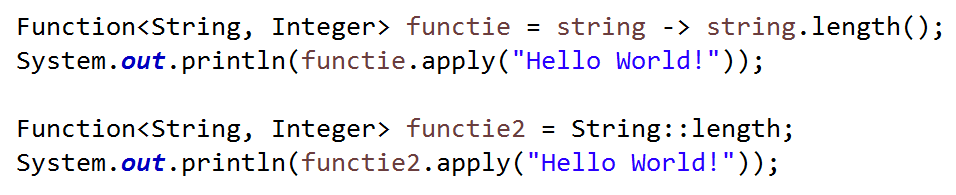 Function<String, Integer> functie = string -> string.length();
System.out.println(functie.apply("Hello World!"));
Function<String, Integer> functie2 = String::length;
System.out.println(functie2.apply("Hello World!"));